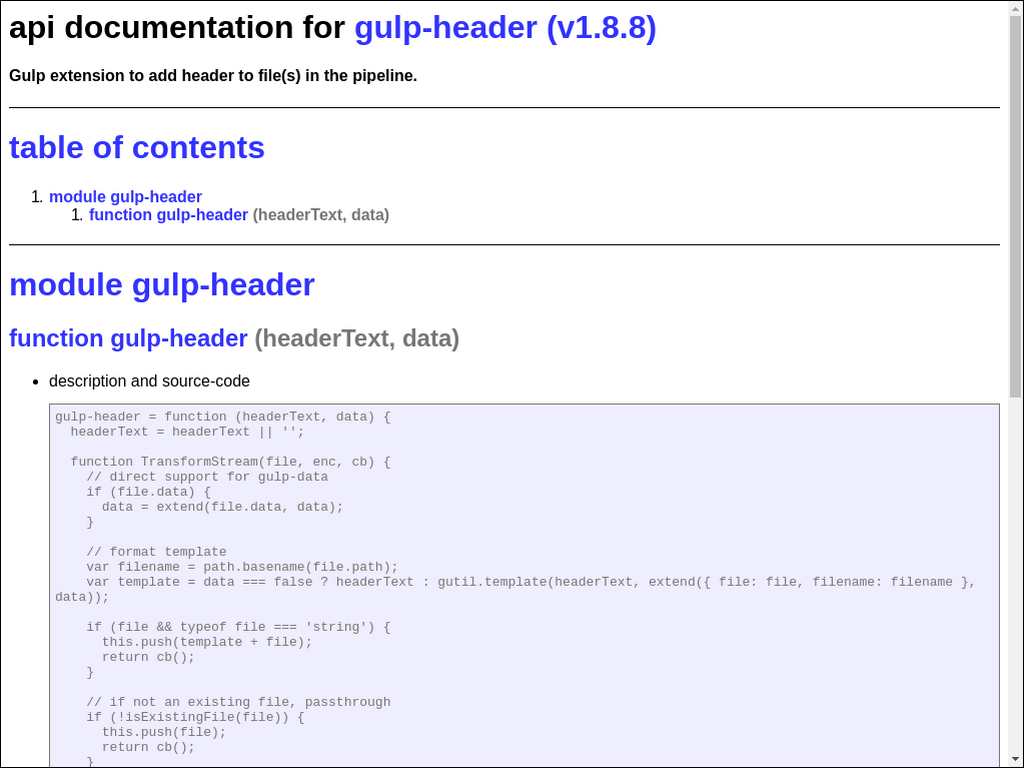 api documentation for gulp-header (v1.8.8)
Gulp extension to add header to file(s) in the pipeline.
table of contents
1. module gulp-header
1. function gulp-header (headerText, data)
module gulp-header
function gulp-header (headerText, data)
• description and source-code
gulp-header = function (headerText, data) {
  headerText = headerText || '';

  function TransformStream(file, enc, cb) {
    // direct support for gulp-data
    if (file.data) {
      data = extend(file.data, data);
    }

    // format template
    var filename = path.basename(file.path);
    var template = data === false ? headerText : gutil.template(headerText, extend({ file: file, filename: filename },
data));

    if (file && typeof file === 'string') {
      this.push(template + file);
      return cb();
    }

    // if not an existing file, passthrough
    if (!isExistingFile(file)) {
      this.push(file);
      return cb();
    }